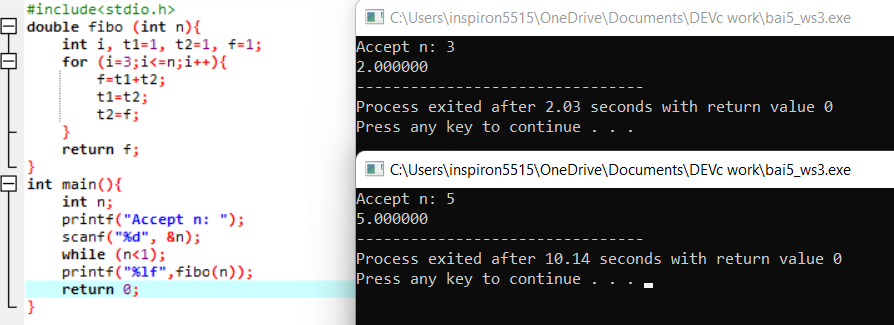 #include<stdio.h>
double fibo (int n){
int i, t1=1, t2=1, f=1;
for (i=3;i<=n;i++){
f=t1+t2;
t1=t2;
t2=f;
}
return f;
}
int main(){
int n;
printf("Accept n: ");
scanf("%d", &n);
while (n<1);
printf("%lf",fibo(n));
return 0;
}
C:\Users\inspiron5515\OneDrive\Documents\DEVc work\bai5_ws3.exe
Accept n: 3
2.000000
--------------------------------
Process exited after 2.03 seconds with return value 0
Press any key to continue . . .
C:\Users\inspiron5515\OneDrive\Documents\DEVc work\bai5_ws3.exe
Accept n: 5
5.000000
--------------------------------
Process exited after 10.14 seconds with return value 0
Press any key to continue . . .